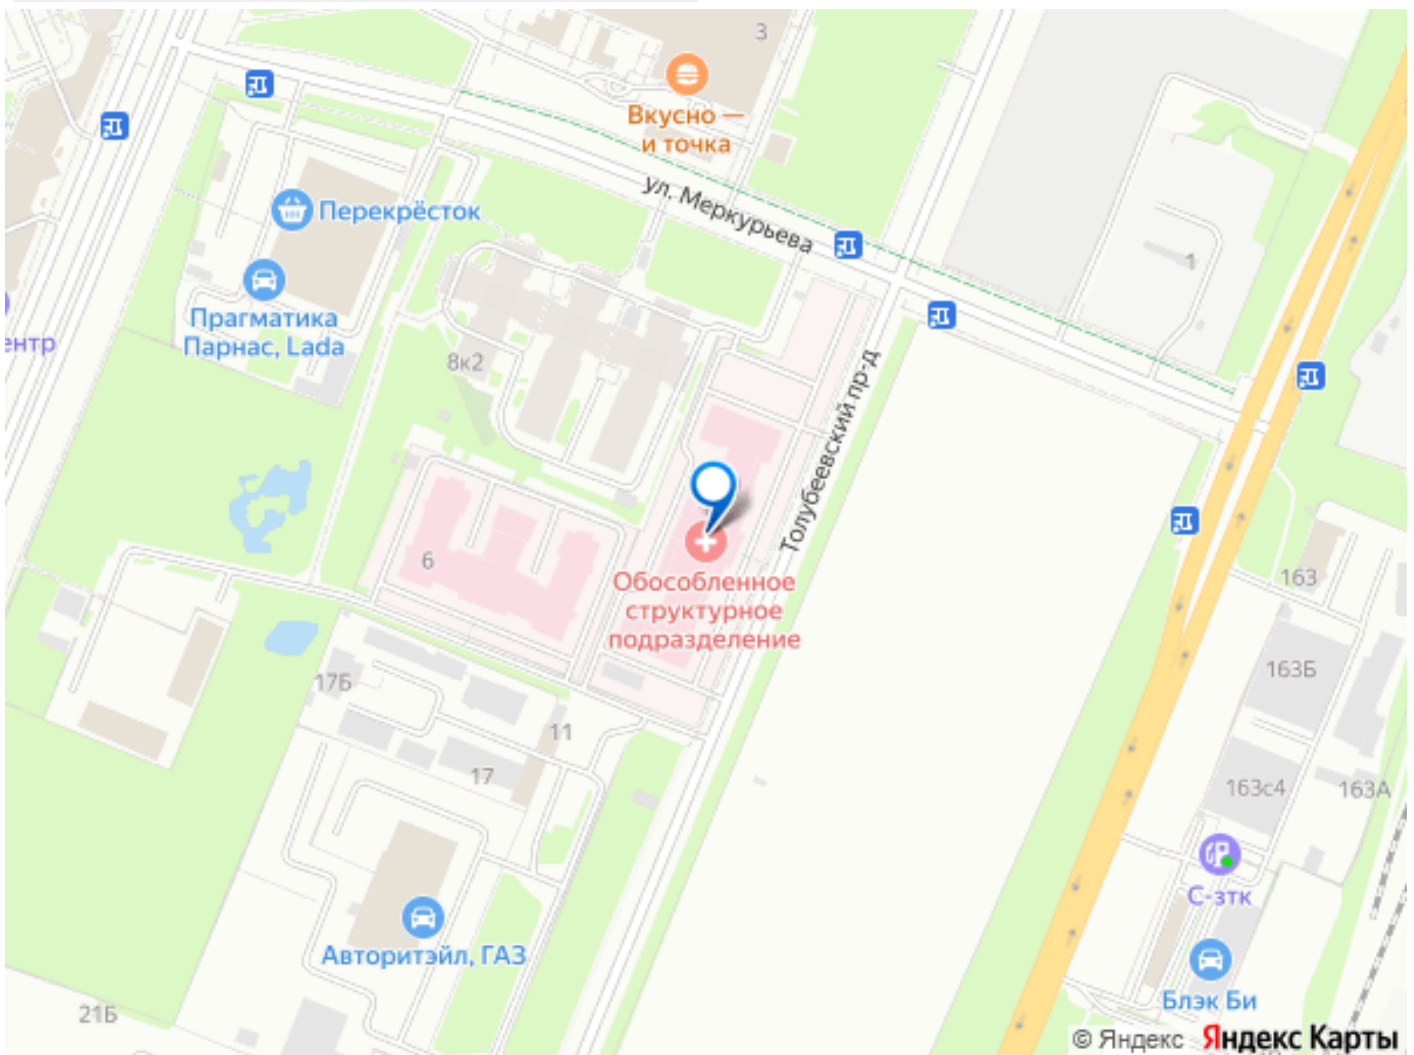 3
Вкусно —
и точка
ул. Меркурьева
Перекрёсток
1
Прагматика
Парнас, Lada
ентр
8к2
Толубеевский пр-д
6
Обособленное
структурное
подразделение
163
163Б
17Б
11
17
163с4
163А
С-зтк
Авторитэйл, ГАЗ
Блэк Би
21Б
© Яндекс Яндекс Карты